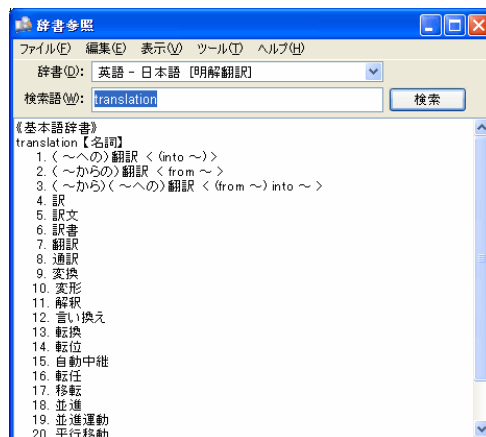 辞書参照
ファイル(F) 編集(E) 表示(V) ツール(T) ヘルプ(H)
辞書(D): 英語 - 日本語 [明解翻訳]
検索語(W): translation 検索
《基本語辞書》
translation【名詞】
1. ( ～への) 翻訳 < (into ～) >
2. ( ～からの) 翻訳 < from ～ >
3. ( ～から) ( ～への) 翻訳 < (from ～) into ～ >
4. 訳
5. 訳文
6. 訳書
7. 翻訳
8. 通訳
9. 変換
10. 変形
11. 解釈
12. 言い換え
13. 転換
14. 転位
15. 自動中継
16. 転任
17. 移転
18. 並進
19. 並進運動
20. 平行移動